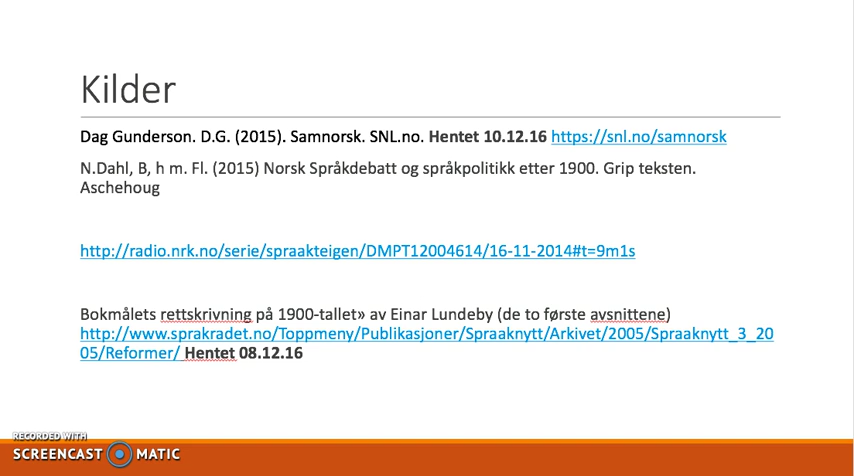 Kilder
Dag Gunderson. D.G. (2015). Samnorsk. SNL.no. Hentet 10.12.16 https://snl.no/samnorsk
N.Dahl, B, h m. Fl. (2015) Norsk Språkdebatt og språkpolitikk etter 1900. Grip teksten.
Aschehoug
http://radio.nrk.no/serie/spraakteigen/DMPT12004614/16-11-2014#t=9m1s
Bokmålets rettskrivning på 1900-tallet» av Einar Lundeby (de to første avsnittene)
http://www.sprakradet.no/Toppmeny/Publikasjoner/Spraaknytt/Arkivet/2005/Spraaknytt_3_20
05/Reformer/ Hentet 08.12.16
RECORDED WITH
SCREENCAST MATIC